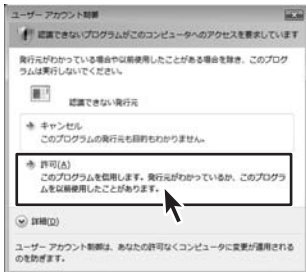 ユーザー アカウント制御
認識できないプログラムがこのコンピュータへのアクセスを要求しています
発行元がわかっている場合や以前使用したことがある場合を除き、このプログ
ラムは実行しないでください。
認識できない発行元
キャンセル
このプログラムの発行元も目的もわかりません。
許可(A)
このプログラムを信用します。発行元がわかっているか、このプログラ
ムを以前使用したことがあります。
詳細(D)
ユーザー アカウント制御は、あなたの許可なくコンピュータに変更が適用される
のを防ぎます。